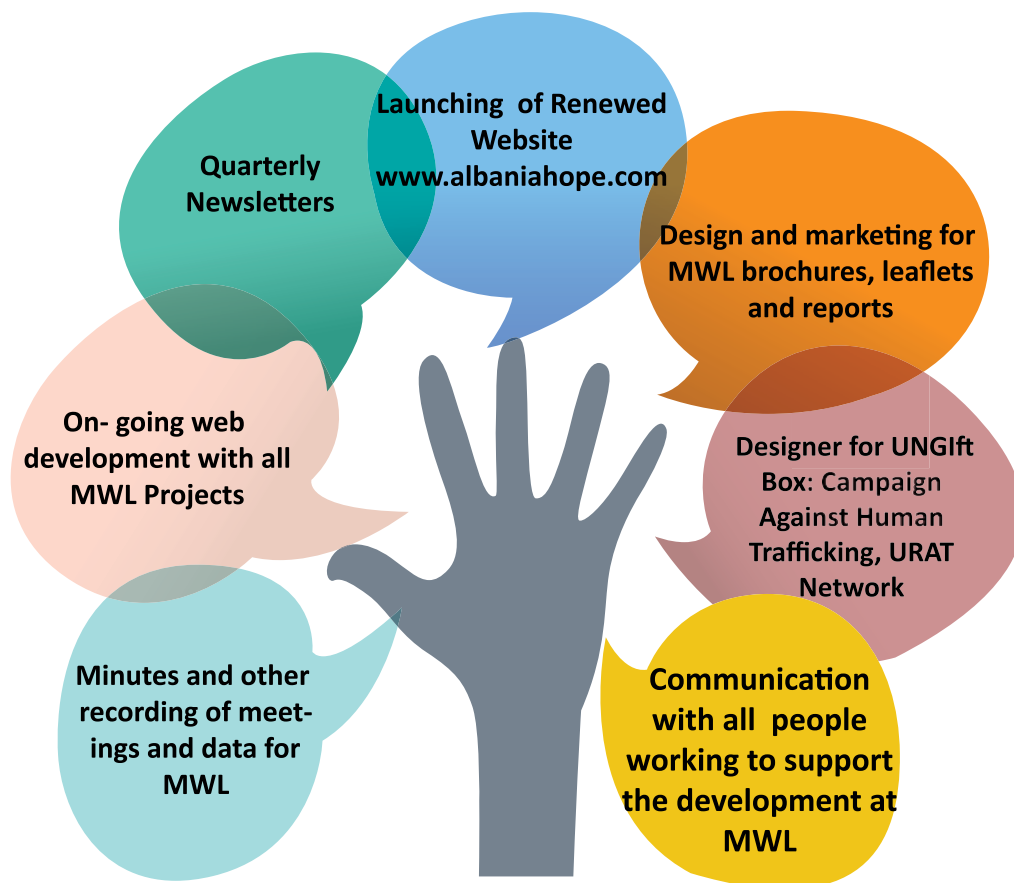 Launching  of Renewed
Website
www.albaniahope.com
Quarterly
Newsletters
Design and marketing for
MWL brochures, leaflets
and reports
On- going web
development with all
MWL Projects
Designer for UNGIft
Box: Campaign
Against Human
Trafficking, URAT
Network
Minutes and other
recording of meet-
ings and data for
MWL
Communication
with all  people
working to support
the development at
MWL